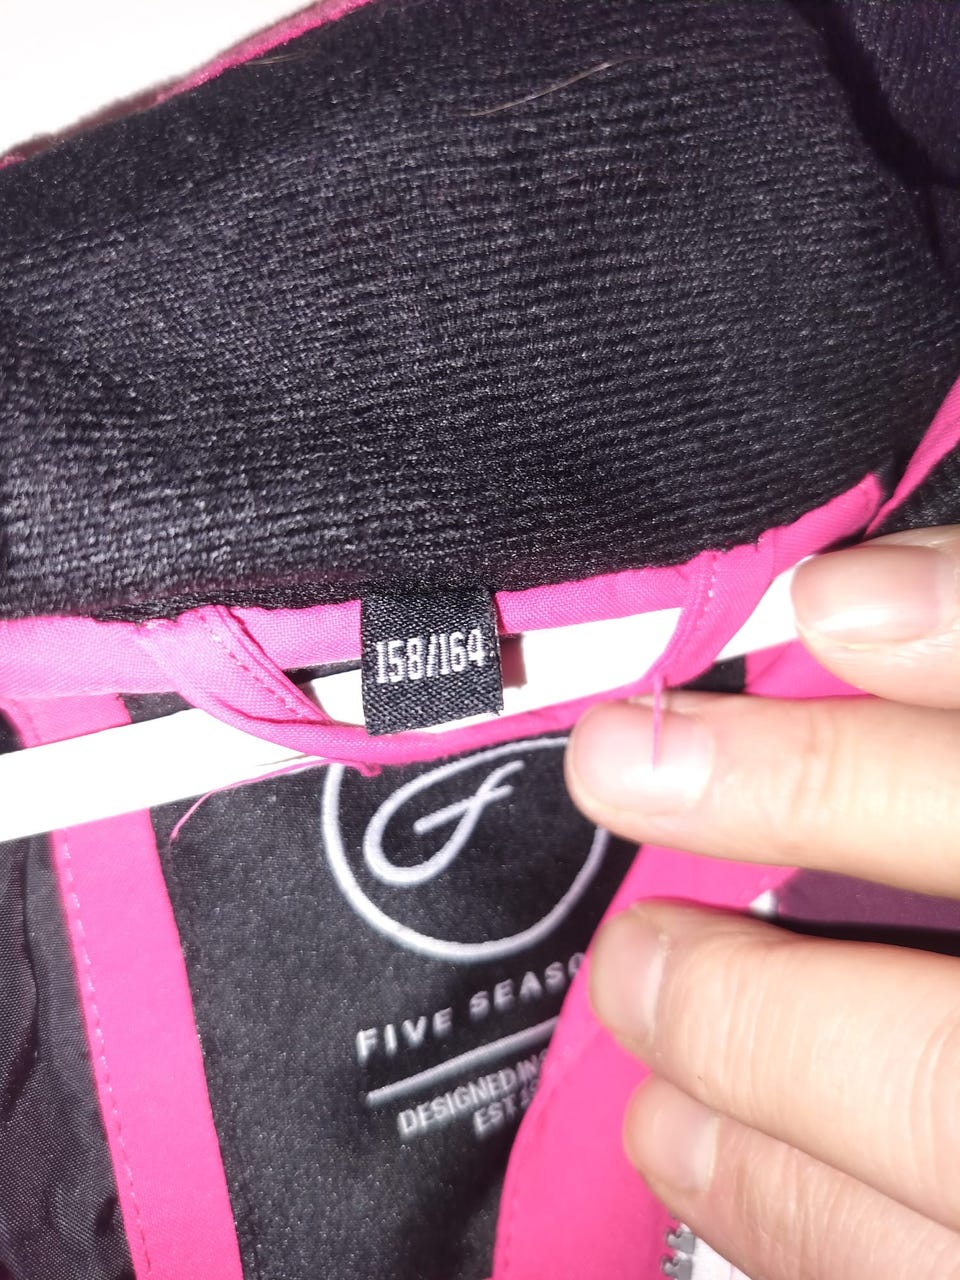 158/164
f
FIVE SEASO
DESIGNED IN
EST